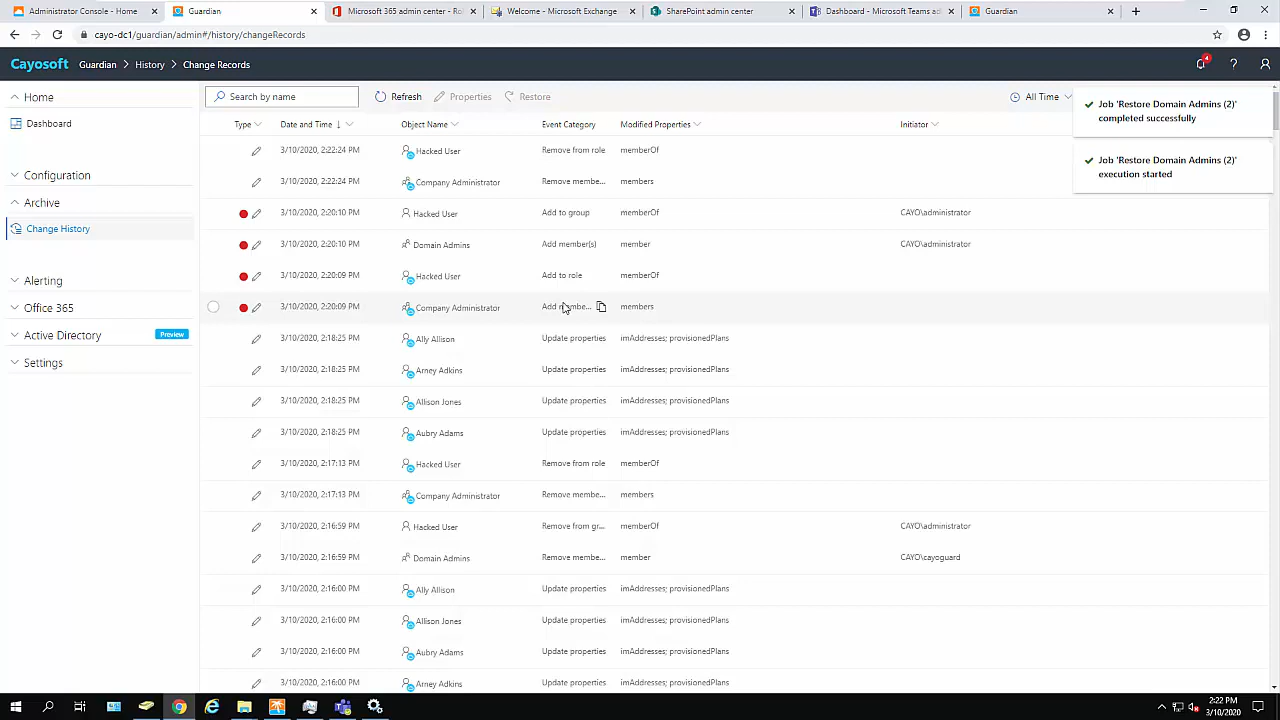 Administrator Console - Home
Guardian
Microsoft 365 admin center - Ro
Welcome - Microsoft Exchange
SharePoint admin center
Dashboard - Microsoft Teams ad
Guardian
cayo-dc1/guardian/admin#/history/changeRecords
Cayosoft Guardian > History > Change Records
4
Home
Dashboard
Configuration
Archive
Change History
Alerting
Office 365
Active Directory Preview
Settings
Search by name Refresh Properties Restore All Time
Job 'Restore Domain Admins (2)'
completed successfully
Job 'Restore Domain Admins (2)'
execution started
Type Date and Time Object Name Event Category Modified Properties Initiator
3/10/2020, 2:22:24 PM Hacked User Remove from role memberOf
3/10/2020, 2:22:24 PM Company Administrator Remove membe... members
3/10/2020, 2:20:10 PM Hacked User Add to group memberOf CAYO\administrator
3/10/2020, 2:20:10 PM Domain Admins Add member(s) member CAYO\administrator
3/10/2020, 2:20:09 PM Hacked User Add to role memberOf
3/10/2020, 2:20:09 PM Company Administrator Add membe... members
3/10/2020, 2:18:25 PM Ally Allison Update properties imAddresses; provisionedPlans
3/10/2020, 2:18:25 PM Arney Adkins Update properties imAddresses; provisionedPlans
3/10/2020, 2:18:25 PM Allison Jones Update properties imAddresses; provisionedPlans
3/10/2020, 2:18:25 PM Aubry Adams Update properties imAddresses; provisionedPlans
3/10/2020, 2:17:13 PM Hacked User Remove from role memberOf
3/10/2020, 2:17:13 PM Company Administrator Remove membe... members
3/10/2020, 2:16:59 PM Hacked User Remove from gr... memberOf CAYO\administrator
3/10/2020, 2:16:59 PM Domain Admins Remove membe... member CAYO\cayoguard
3/10/2020, 2:16:00 PM Ally Allison Update properties imAddresses; provisionedPlans
3/10/2020, 2:16:00 PM Allison Jones Update properties imAddresses; provisionedPlans
3/10/2020, 2:16:00 PM Aubry Adams Update properties imAddresses; provisionedPlans
3/10/2020, 2:16:00 PM Arney Adkins Update properties imAddresses; provisionedPlans
2:22 PM
3/10/2020